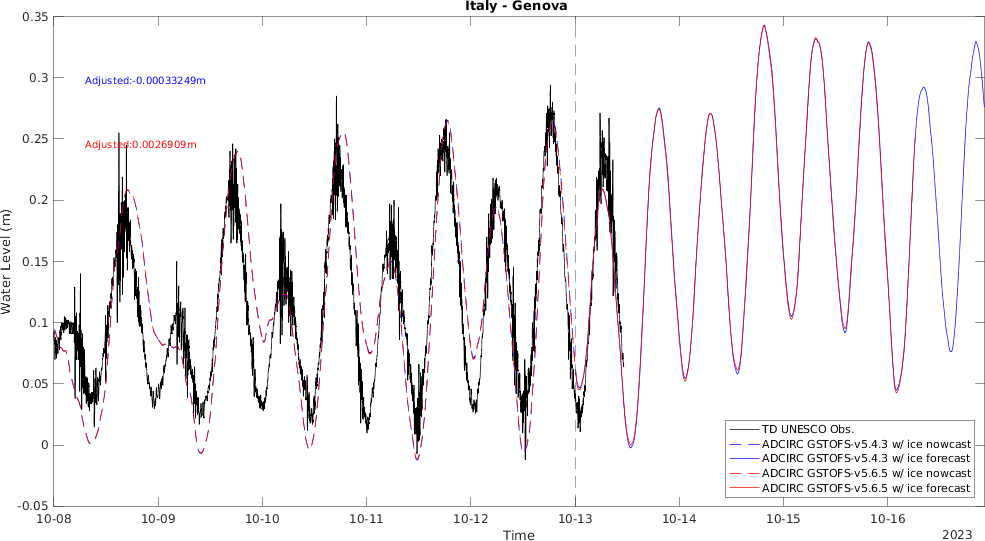 Italy - Genova
0.35
0.3
0.25
0.2
0.15
0.1
0.05
0
-0.05
Water Level (m)
Adjusted:-0.00033249m
Adjusted:0.0026909m
TD UNESCO Obs.
ADCIRC GSTOFS-v5.4.3 w/ ice nowcast
ADCIRC GSTOFS-v5.4.3 w/ ice forecast
ADCIRC GSTOFS-v5.6.5 w/ ice nowcast
ADCIRC GSTOFS-v5.6.5 w/ ice forecast
10-08 10-09 10-10 10-11 10-12 10-13 10-14 10-15 10-16
Time
2023